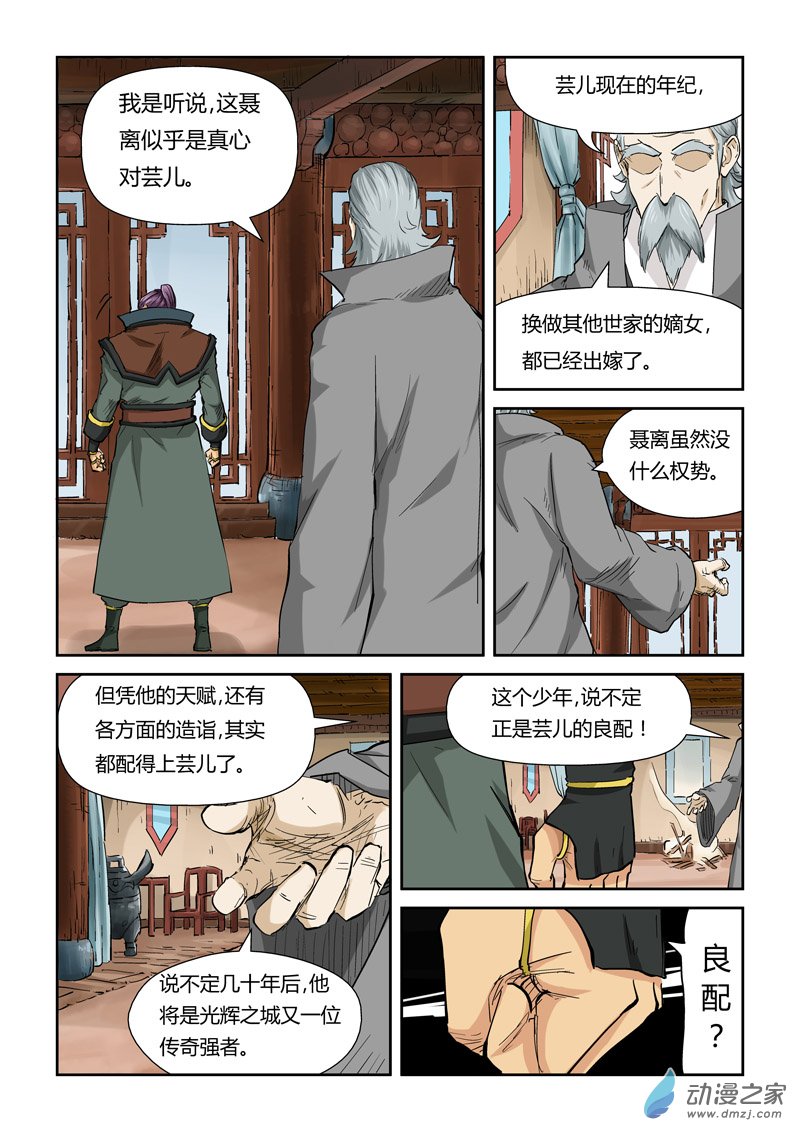 我是听说，这聂
离似乎是真心
对芸儿。
芸儿现在的年纪，
换做其他世家的嫡女，
都已经出嫁了。
聂离虽然没
什么权势。
但凭他的天赋，还有
各方面的造诣，其实
都配得上芸儿了。
说不定几十年后，他
将是光辉之城又一位
传奇强者。
这个少年，说不定
正是芸儿的良配！
良
配
？
动漫之家
www.dmzj.com